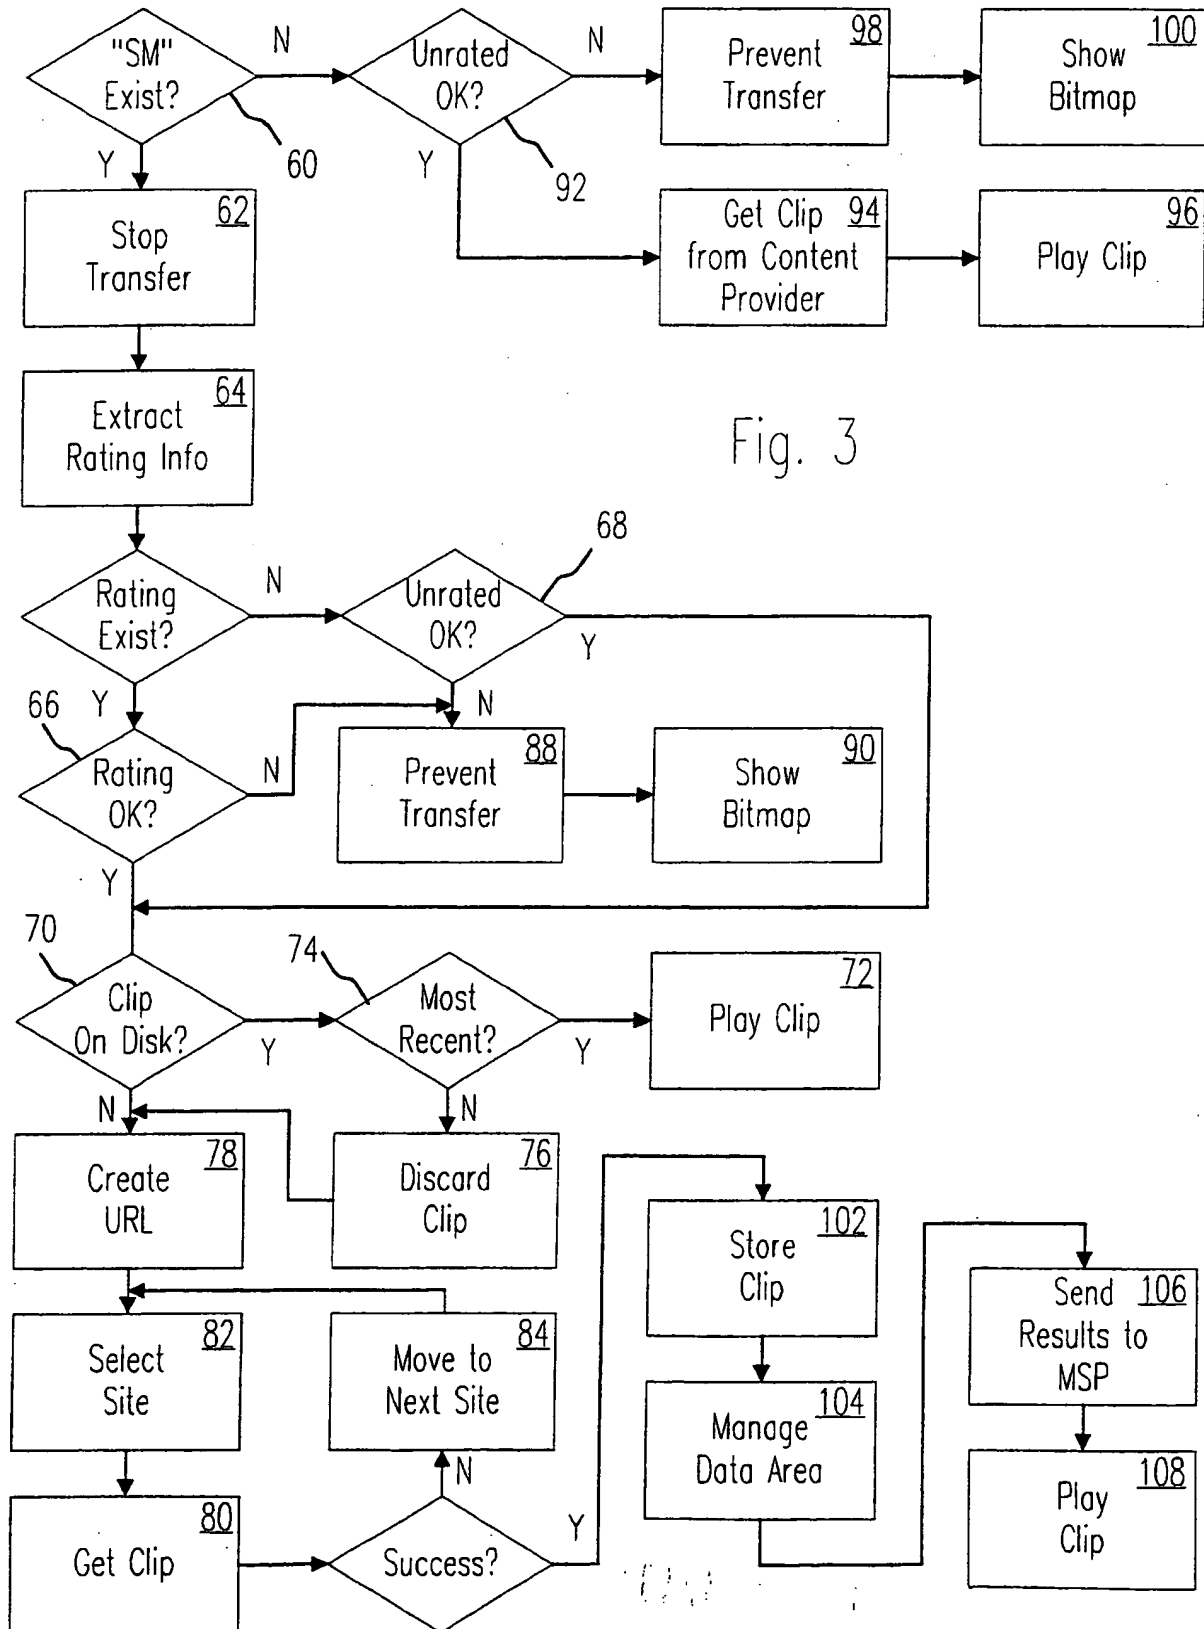 "SM"
Exist?
N
Y
60
Unrated
OK?
N
Y
92
98
Prevent
Transfer
100
Show
Bitmap
62
Stop
Transfer
Get Clip 94
from Content
Provider
96
Play Clip
64
Extract
Rating Info
Fig. 3
Rating
Exist?
N
Y
Unrated
OK?
68
Y
N
66
Rating
OK?
N
Y
88
Prevent
Transfer
90
Show
Bitmap
70
Clip
On Disk?
Y
N
74
Most
Recent?
Y
N
72
Play Clip
78
Create
URL
76
Discard
Clip
102
Store
Clip
82
Select
Site
84
Move to
Next Site
104
Manage
Data Area
Send 106
Results to
MSP
80
Get Clip
Success?
N
Y
108
Play
Clip